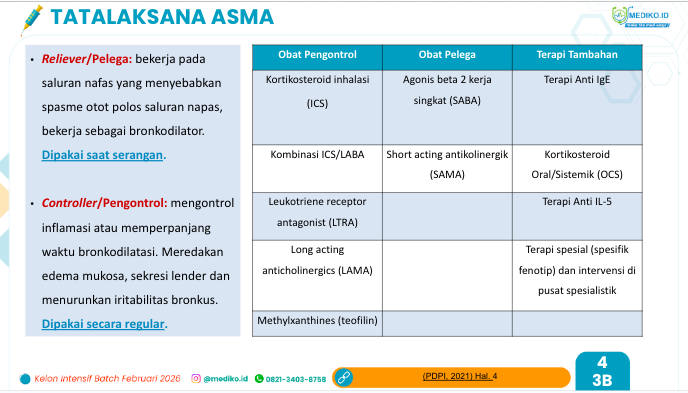 TATALAKSANA ASMA
MEDIKO.ID
• Reliever/Pelega: bekerja pada
saluran nafas yang menyebabkan
spasme otot polos saluran napas,
bekerja sebagai bronkodilator.
Dipakai saat serangan.
• Controller/Pengontrol: mengontrol
inflamasi atau memperpanjang
waktu bronkodilatasi. Meredakan
edema mukosa, sekresi lender dan
menurunkan iritabilitas bronkus.
Dipakai secara regular.
Obat Pengontrol
Obat Pelega
Terapi Tambahan
Kortikosteroid inhalasi
(ICS)
Agonis beta 2 kerja
singkat (SABA)
Terapi Anti IgE
Kombinasi ICS/LABA
Short acting antikolinergik
(SAMA)
Kortikosteroid
Oral/Sistemik (OCS)
Leukotriene receptor
antagonist (LTRA)
Terapi Anti IL-5
Long acting
anticholinergics (LAMA)
Terapi spesial (spesifik
fenotip) dan intervensi di
pusat spesialistik
Methylxanthines (teofilin)
Kelon Intensif Batch Februari 2026
@mediko.id
0821-3403-8758
(PDPI, 2021) Hal. 4
4
3B